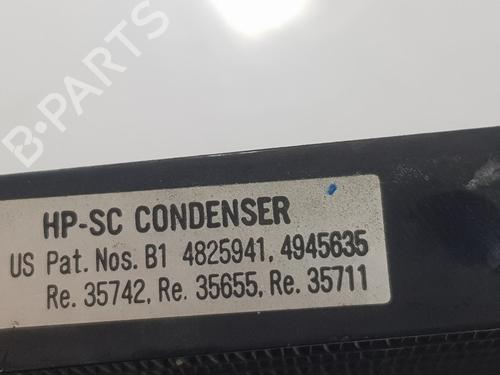 B-PARTS
HP-SC CONDENSER
US Pat. Nos. B1 4825941, 4945635
Re. 35742, Re. 35655, Re. 35711